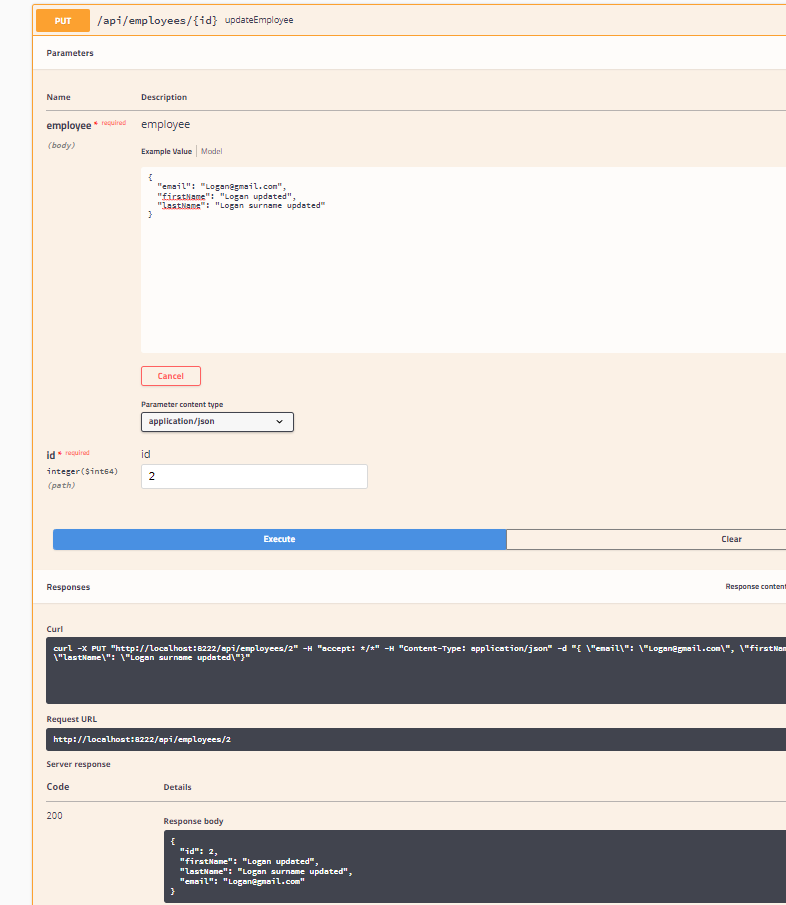 PUT /api/employees/{id} updateEmployee
Parameters
Name Description
employee * required employee
(body)
Example Value Model
{
"email": "Logan@gmail.com",
"firstName": "Logan updated",
"lastName": "Logan surname updated"
}
Cancel
Parameter content type
application/json
id * required id
integer($int64)
(path)
2
Execute Clear
Responses Response content
Curl
curl -X PUT "http://localhost:8222/api/employees/2" -H "accept: */*" -H "Content-Type: application/json" -d "{ \"email\": \"Logan@gmail.com\", \"firstNam
\"lastName\": \"Logan surname updated\"}"
Request URL
http://localhost:8222/api/employees/2
Server response
Code Details
200
Response body
{
"id": 2,
"firstName": "Logan updated",
"lastName": "Logan surname updated",
"email": "Logan@gmail.com"
}